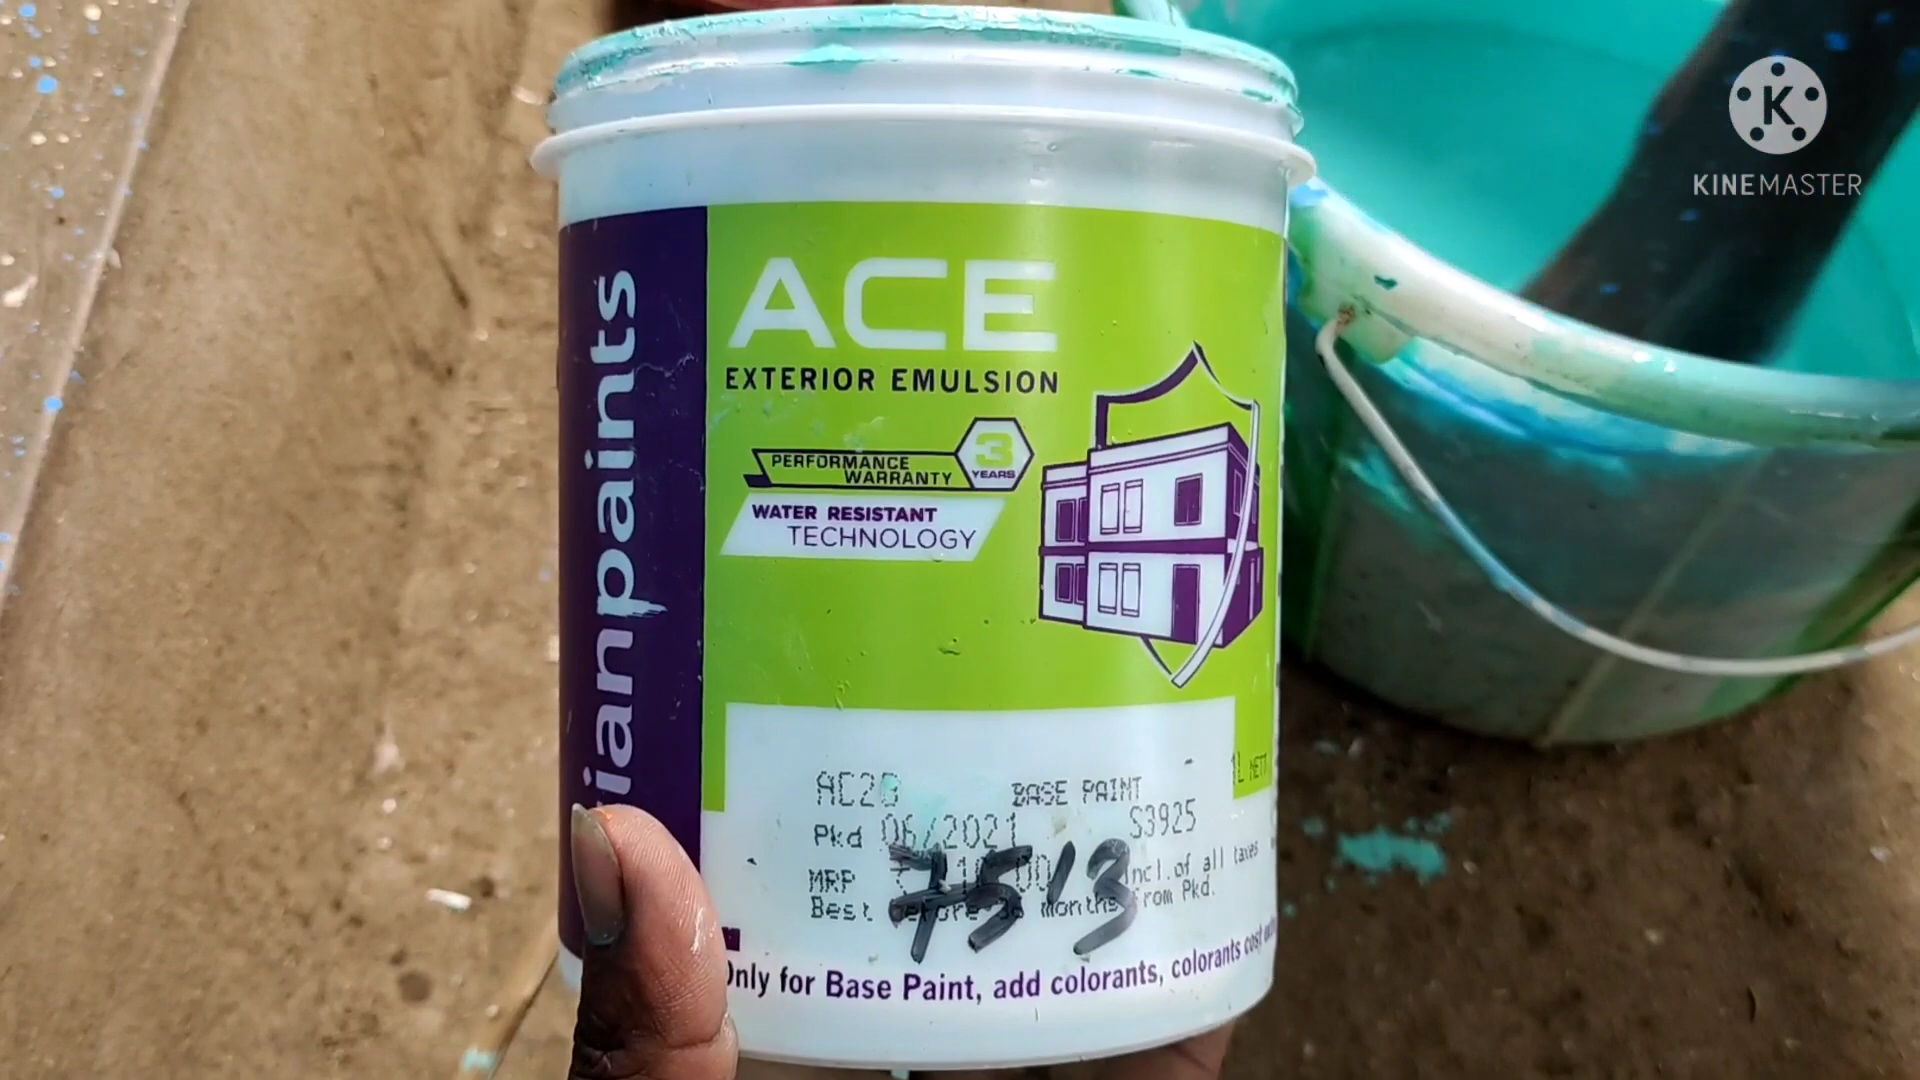 KINEMASTER
ianpaints
ACE
EXTERIOR EMULSION
PERFORMANCE
WARRANTY
3
YEARS
WATER RESISTANT
TECHNOLOGY
1L NETT
BASE PAINT
Pkd 06/2021 S3925
MRP incl.of all taxes
7513
Best before 36 months from Pkd.
Only for Base Paint, add colorants, colorants cost